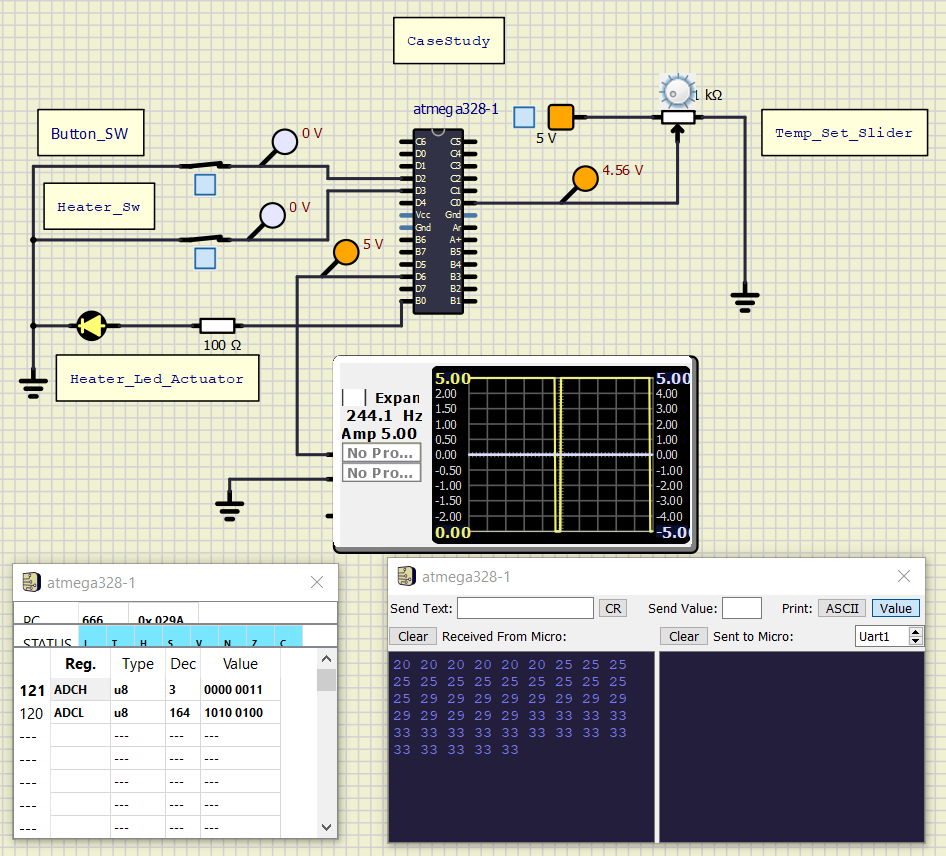 CaseStudy
atmega328-1
1 kΩ
5 V
Button_SW
0 V
Temp_Set_Slider
4.56 V
Heater_Sw
0 V
5 V
C6 C5
D0 C4
D1 C3
D2 C2
D3 C1
D4 C0
Vcc Gnd
Gnd Ar
B6 A+
B7 B5
D5 B4
D6 B3
D7 B2
B0 B1
100 Ω
Heater_Led_Actuator
Expan
244.1 Hz
Amp 5.00
No Pro...
No Pro...
5.00 5.00
2.00 4.00
1.50 3.00
1.00 2.00
0.50 1.00
0.00 0.00
-0.50 -1.00
-1.00 -2.00
-1.50 -3.00
-2.00 -4.00
0.00 -5.00
atmega328-1
PC 666 0x029A
STATUS I T H S V N Z C
Reg. Type Dec Value
121 ADCH u8 3 0000 0011
120 ADCL u8 164 1010 0100
--- --- --- ---
--- --- --- ---
--- --- --- ---
--- --- --- ---
--- --- --- ---
atmega328-1
Send Text: CR Send Value: Print: ASCII Value
Clear Received From Micro: Clear Sent to Micro: Uart1
20 20 20 20 20 20 25 25 25
25 25 25 25 25 25 25 25 25
25 29 29 29 29 29 29 29 29
29 29 29 29 29 33 33 33 33
33 33 33 33 33 33 33 33 33
33 33 33 33 33